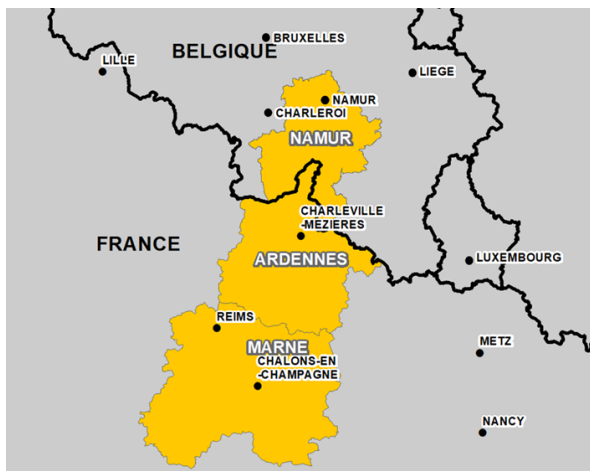 BRUXELLES
BELGIQUE
LILLE
LIEGE
NAMUR
CHARLEROI
NAMUR
CHARLEVILLE
-MEZIERES
FRANCE
ARDENNES
LUXEMBOURG
REIMS
MARNE
METZ
CHALONS-EN
-CHAMPAGNE
NANCY